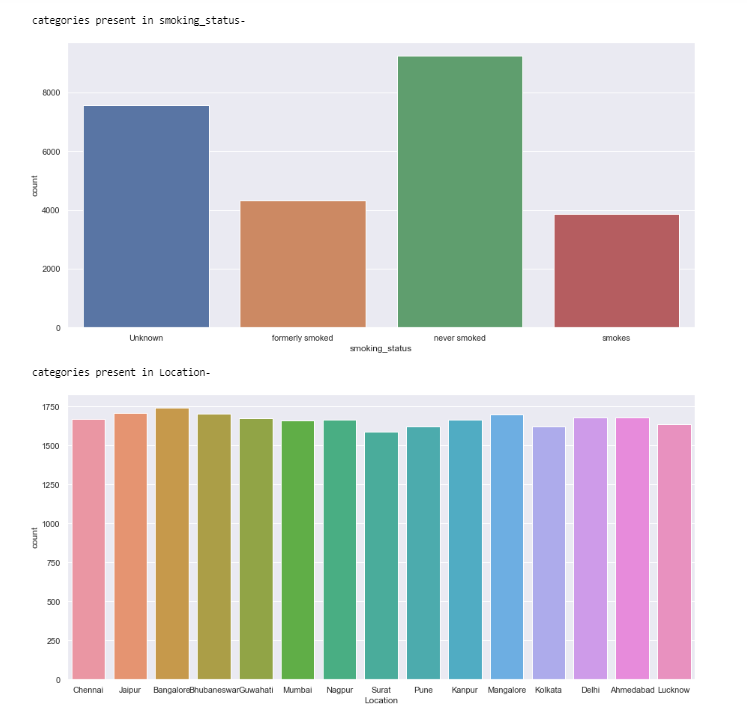 categories present in smoking_status-
8000
6000
4000
2000
0
count
Unknown formerly smoked never smoked smokes
smoking_status
categories present in Location-
1750
1500
1250
1000
750
500
250
0
count
Chennai Jaipur Bangalore Bhubaneswar Guwahati Mumbai Nagpur Surat Pune Kanpur Mangalore Kolkata Delhi Ahmedabad Lucknow
Location